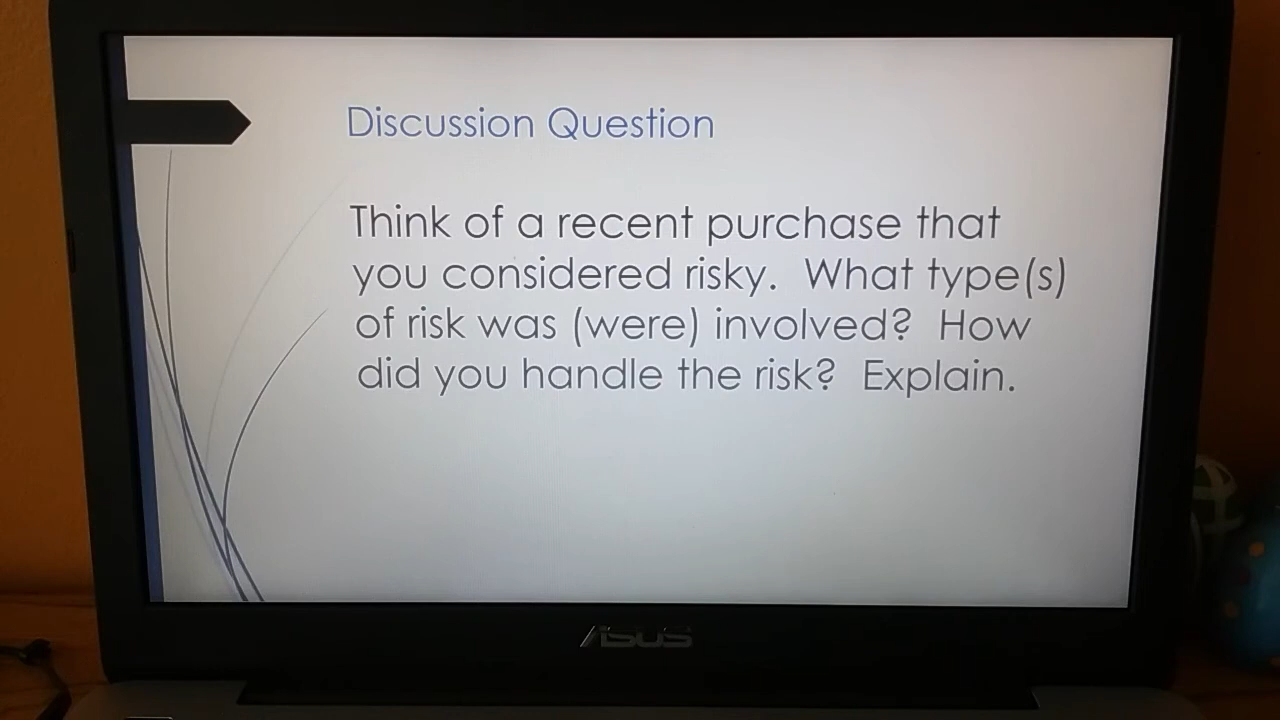 Discussion Question
Think of a recent purchase that
you considered risky.  What type(s)
of risk was (were) involved?  How
did you handle the risk?  Explain.
ASUS